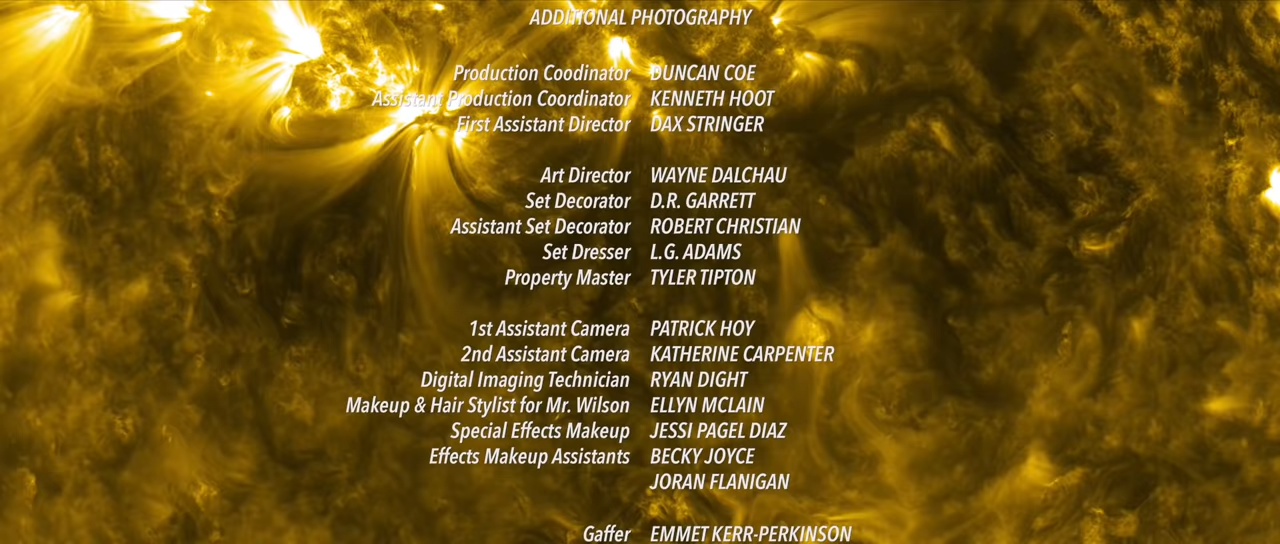 ADDITIONAL PHOTOGRAPHY
Production Coodinator DUNCAN COE
Assistant Production Coordinator KENNETH HOOT
First Assistant Director DAX STRINGER
Art Director WAYNE DALCHAU
Set Decorator D.R. GARRETT
Assistant Set Decorator ROBERT CHRISTIAN
Set Dresser L.G. ADAMS
Property Master TYLER TIPTON
1st Assistant Camera PATRICK HOY
2nd Assistant Camera KATHERINE CARPENTER
Digital Imaging Technician RYAN DIGHT
Makeup & Hair Stylist for Mr. Wilson ELLYN MCLAIN
Special Effects Makeup JESSI PAGEL DIAZ
Effects Makeup Assistants BECKY JOYCE
JORAN FLANIGAN
Gaffer EMMET KERR-PERKINSON